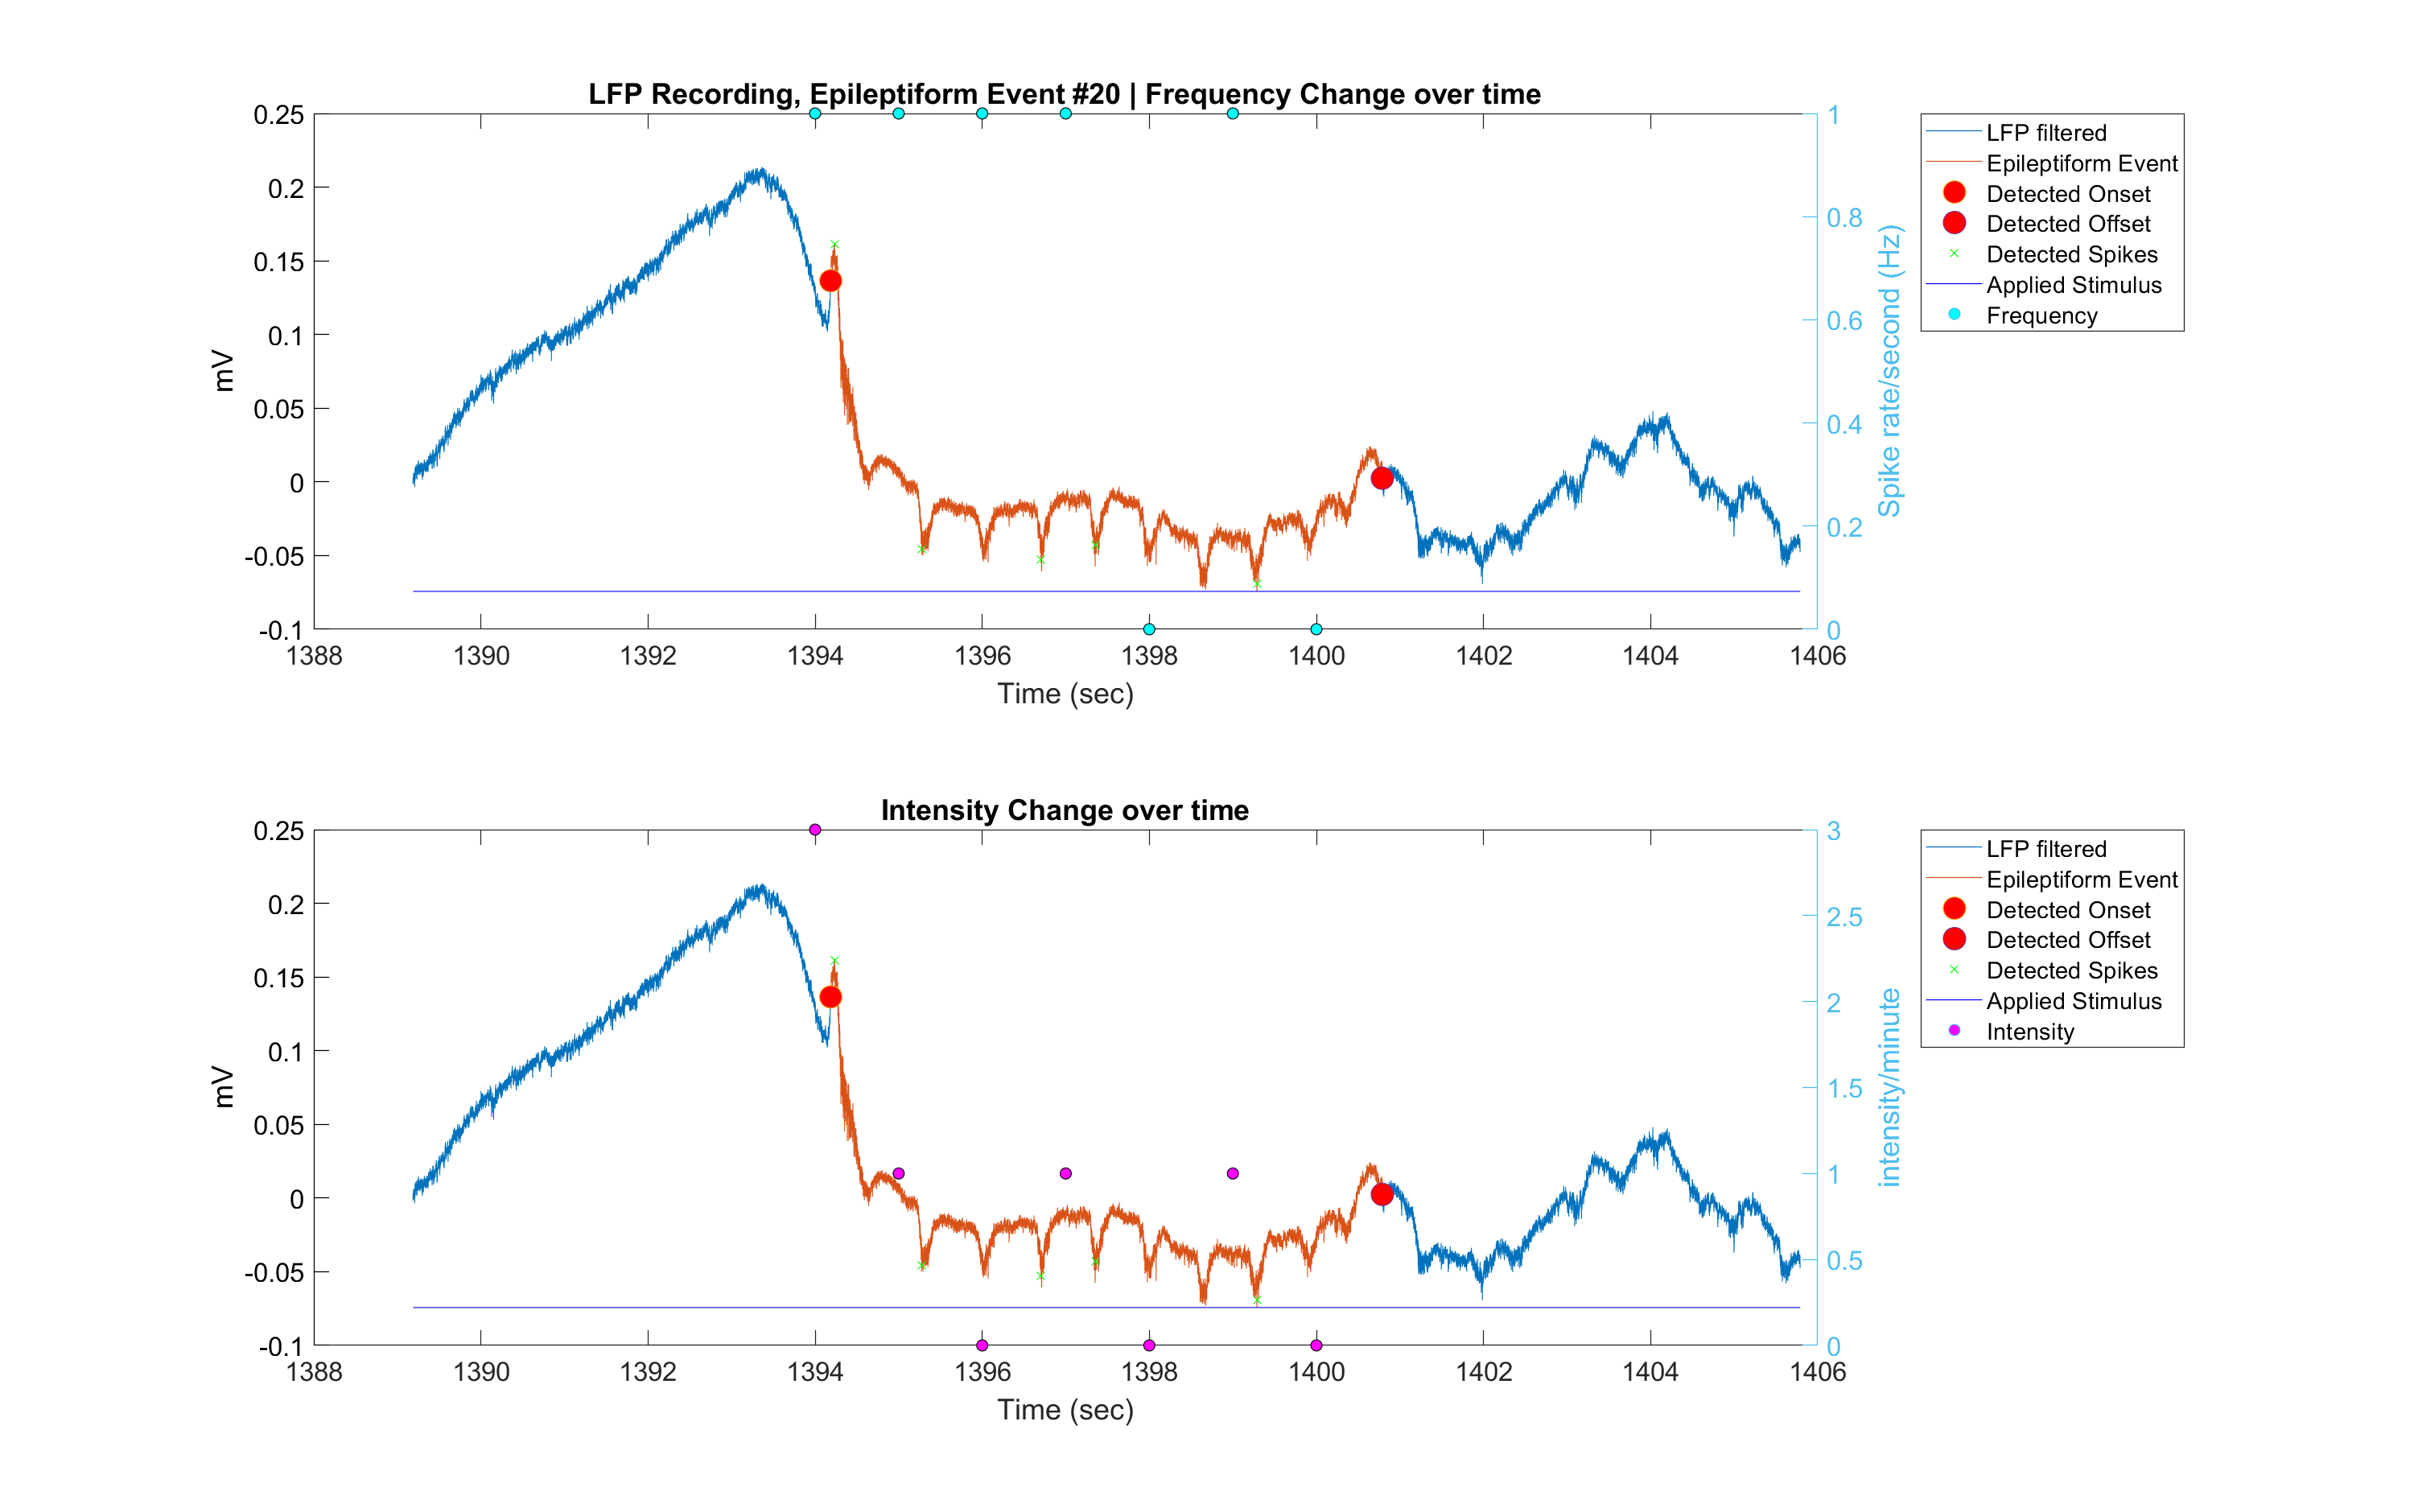 LFP Recording, Epileptiform Event #20 | Frequency Change over time
0.25
0.2
0.15
0.1
0.05
0
-0.05
-0.1
mV
1388 1390 1392 1394 1396 1398 1400 1402 1404 1406
Time (sec)
1
0.8
0.6
0.4
0.2
0
Spike rate/second (Hz)
LFP filtered
Epileptiform Event
Detected Onset
Detected Offset
Detected Spikes
Applied Stimulus
Frequency
Intensity Change over time
0.25
0.2
0.15
0.1
0.05
0
-0.05
-0.1
mV
1388 1390 1392 1394 1396 1398 1400 1402 1404 1406
Time (sec)
3
2.5
2
1.5
1
0.5
0
intensity/minute
LFP filtered
Epileptiform Event
Detected Onset
Detected Offset
Detected Spikes
Applied Stimulus
Intensity